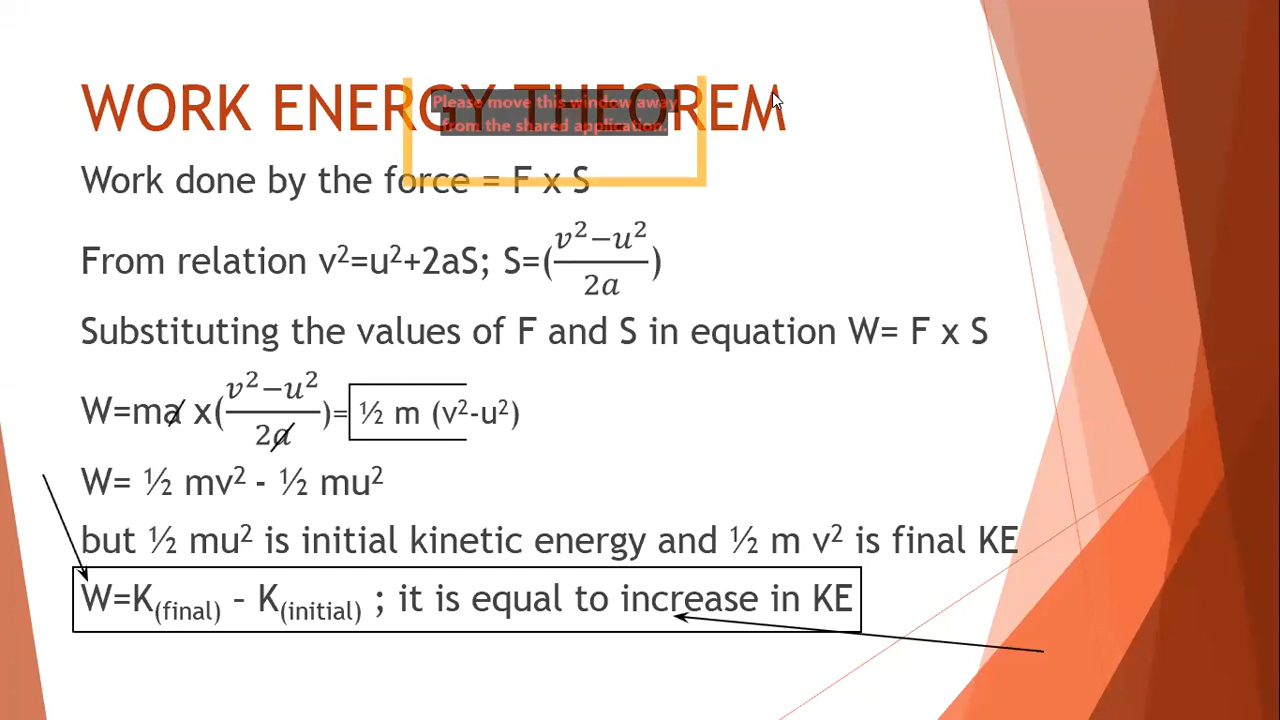 WORK ENERGY THEOREM
Please move this window away
from the shared application.
Work done by the force = F x S
From relation v²=u²+2aS; S=(\frac{v²−u²}{2a})
Substituting the values of F and S in equation W= F x S
W=ma x(\frac{v²−u²}{2a})= ½ m (v²-u²)
W= ½ mv² - ½ mu²
but ½ mu² is initial kinetic energy and ½ m v² is final KE
W=K(final) – K(initial) ; it is equal to increase in KE